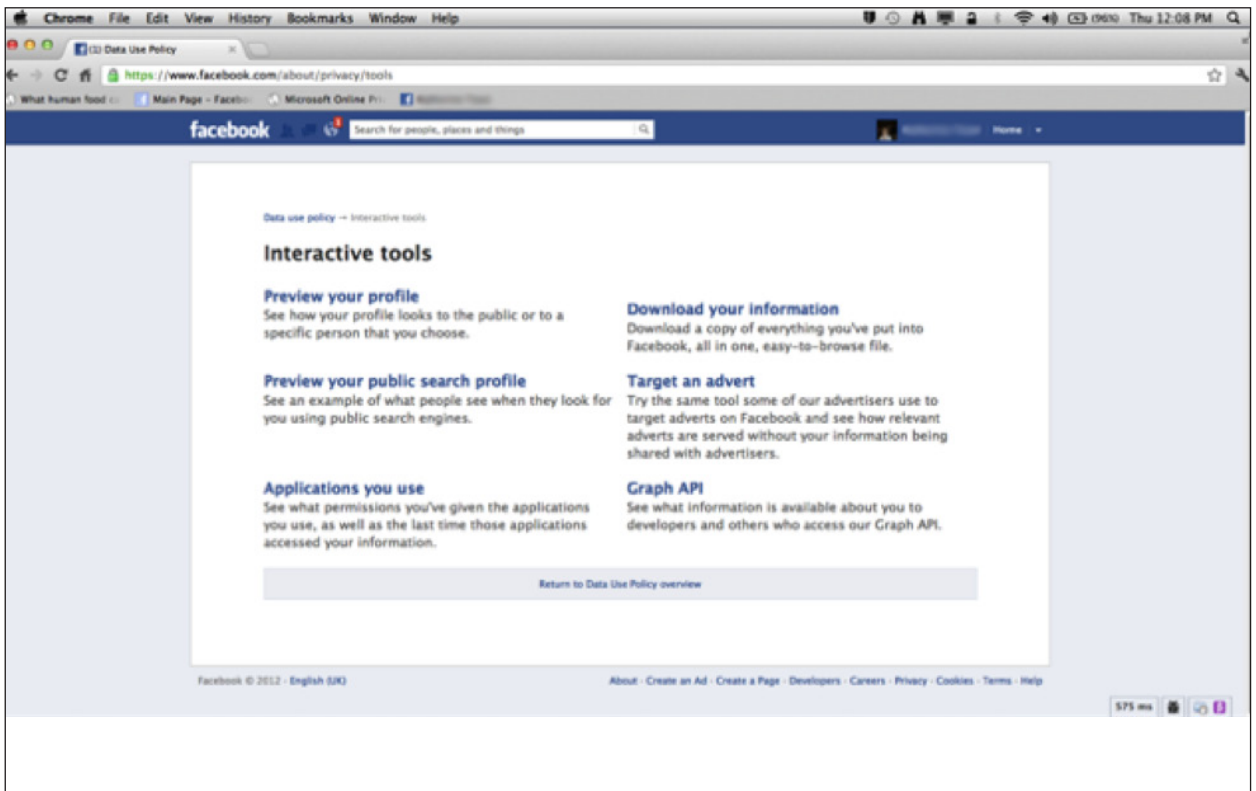 Chrome File Edit View History Bookmarks Window Help
(96%) Thu 12:08 PM
(1) Data Use Policy
https://www.facebook.com/about/privacy/tools
What human food c
Main Page - Facebo
Microsoft Online Pri
facebook
1
Search for people, places and things
Home
Data use policy → Interactive tools
Interactive tools
Preview your profile
See how your profile looks to the public or to a
specific person that you choose.
Download your information
Download a copy of everything you've put into
Facebook, all in one, easy-to-browse file.
Preview your public search profile
See an example of what people see when they look for
you using public search engines.
Target an advert
Try the same tool some of our advertisers use to
target adverts on Facebook and see how relevant
adverts are served without your information being
shared with advertisers.
Applications you use
See what permissions you've given the applications
you use, as well as the last time those applications
accessed your information.
Graph API
See what information is available about you to
developers and others who access our Graph API.
Return to Data Use Policy overview
Facebook © 2012 · English (UK)
About · Create an Ad · Create a Page · Developers · Careers · Privacy · Cookies · Terms · Help
575 ms